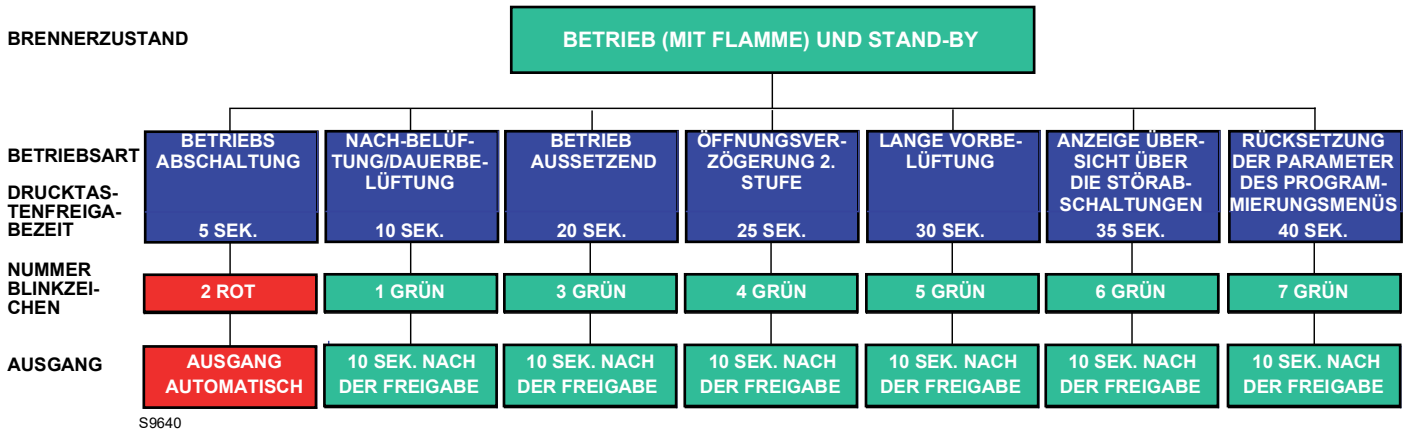 BRENNERZUSTAND
BETRIEB (MIT FLAMME) UND STAND-BY
BETRIEBSART
DRUCKTAS-
TENFREIGA-
BEZEIT
BETRIEBS
ABSCHALTUNG
5 SEK.
NACH-BELÜF-
TUNG/DAUERBE-
LÜFTUNG
10 SEK.
BETRIEB
AUSSETZEND
20 SEK.
ÖFFNUNGSVER-
ZÖGERUNG 2.
STUFE
25 SEK.
LANGE VORBE-
LÜFTUNG
30 SEK.
ANZEIGE ÜBER-
SICHT ÜBER
DIE STÖRAB-
SCHALTUNGEN
35 SEK.
RÜCKSETZUNG
DER PARAMETER
DES PROGRAM-
MIERUNGSMENÜS
40 SEK.
NUMMER
BLINKZEI-
CHEN
2 ROT
1 GRÜN
3 GRÜN
4 GRÜN
5 GRÜN
6 GRÜN
7 GRÜN
AUSGANG
AUSGANG
AUTOMATISCH
10 SEK. NACH
DER FREIGABE
10 SEK. NACH
DER FREIGABE
10 SEK. NACH
DER FREIGABE
10 SEK. NACH
DER FREIGABE
10 SEK. NACH
DER FREIGABE
10 SEK. NACH
DER FREIGABE
S9640